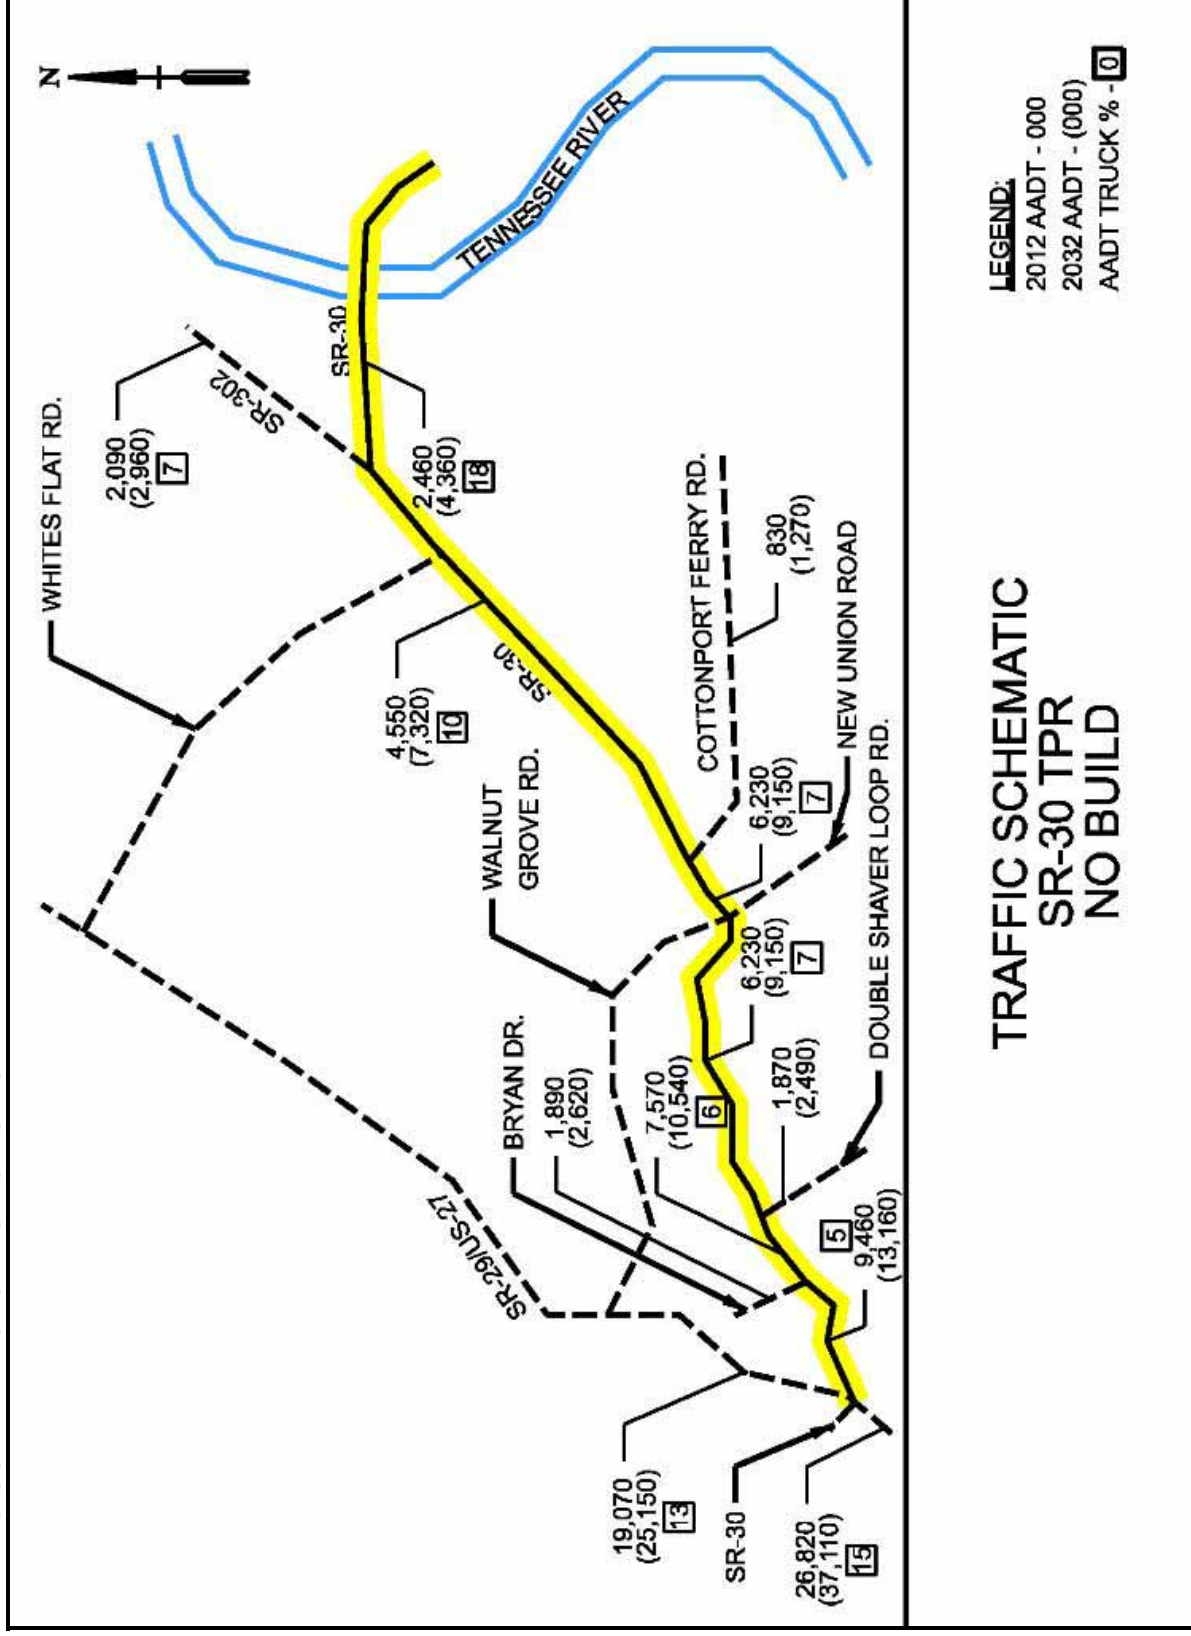 N
WHITES FLAT RD.
2,090
(2,960)
7
SR-302
SR-30
TENNESSEE RIVER
2,460
(4,360)
18
4,550
(7,320)
10
SR-30
WALNUT
GROVE RD.
COTTONPORT FERRY RD.
830
(1,270)
6,230
(9,150)
7
NEW UNION ROAD
SR-29/US-27
BRYAN DR.
1,890
(2,620)
7,570
(10,540)
6
6,230
(9,150)
7
1,870
(2,490)
DOUBLE SHAVER LOOP RD.
5
9,460
(13,160)
19,070
(25,150)
13
SR-30
26,820
(37,110)
15
TRAFFIC SCHEMATIC
SR-30 TPR
NO BUILD
LEGEND:
2012 AADT - 000
2032 AADT - (000)
AADT TRUCK % - 0